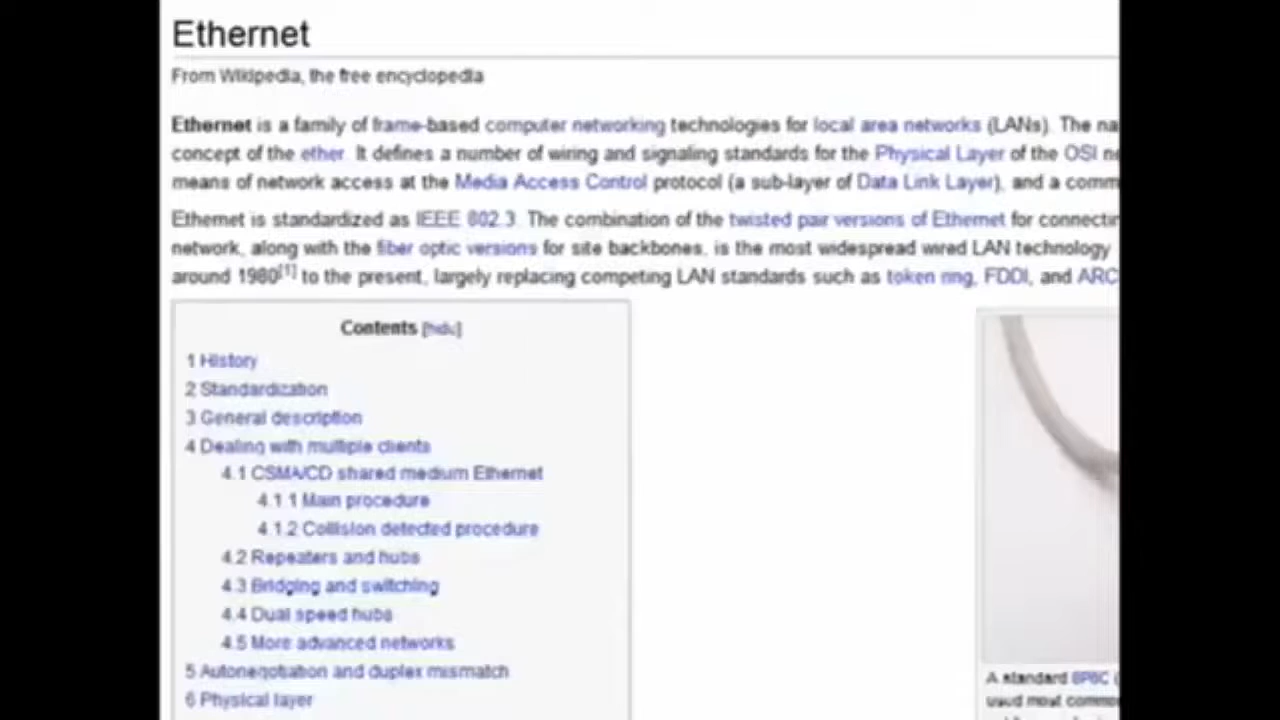 Ethernet
From Wikipedia, the free encyclopedia
Ethernet is a family of frame-based computer networking technologies for local area networks (LANs). The na
concept of the ether. It defines a number of wiring and signaling standards for the Physical Layer of the OSI ne
means of network access at the Media Access Control protocol (a sub-layer of Data Link Layer), and a comm
Ethernet is standardized as IEEE 802.3. The combination of the twisted pair versions of Ethernet for connectin
network, along with the fiber optic versions for site backbones, is the most widespread wired LAN technology
around 1980[1] to the present, largely replacing competing LAN standards such as token ring, FDDI, and ARC
Contents [hide]
1 History
2 Standardization
3 General description
4 Dealing with multiple clients
4.1 CSMA/CD shared medium Ethernet
4.1.1 Main procedure
4.1.2 Collision detected procedure
4.2 Repeaters and hubs
4.3 Bridging and switching
4.4 Dual speed hubs
4.5 More advanced networks
5 Autonegotiation and duplex mismatch
6 Physical layer
A standard 8P8C (
used most commo